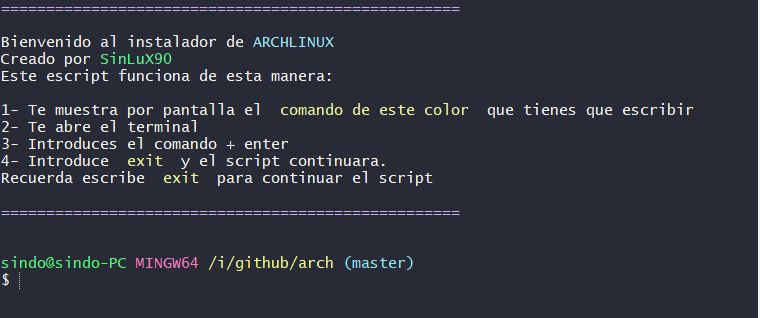 ===================================================
Bienvenido al instalador de ARCHLINUX
Creado por SinLuX90
Este escript funciona de esta manera:
1- Te muestra por pantalla el  comando de este color  que tienes que escribir
2- Te abre el terminal
3- Introduces el comando + enter
4- Introduce  exit  y el script continuara.
Recuerda escribe  exit  para continuar el script
===================================================
sindo@sindo-PC MINGW64 /i/github/arch (master)
$